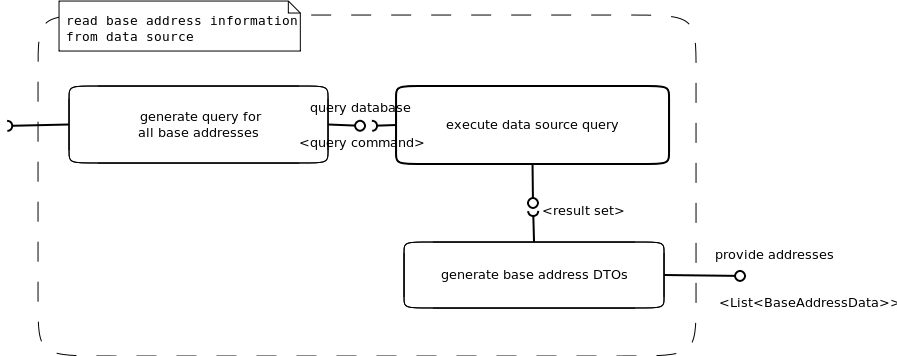 read base address information
from data source
generate query for
all base addresses
query database
<query command>
execute data source query
<result set>
generate base address DTOs
provide addresses
<List<BaseAddressData>>